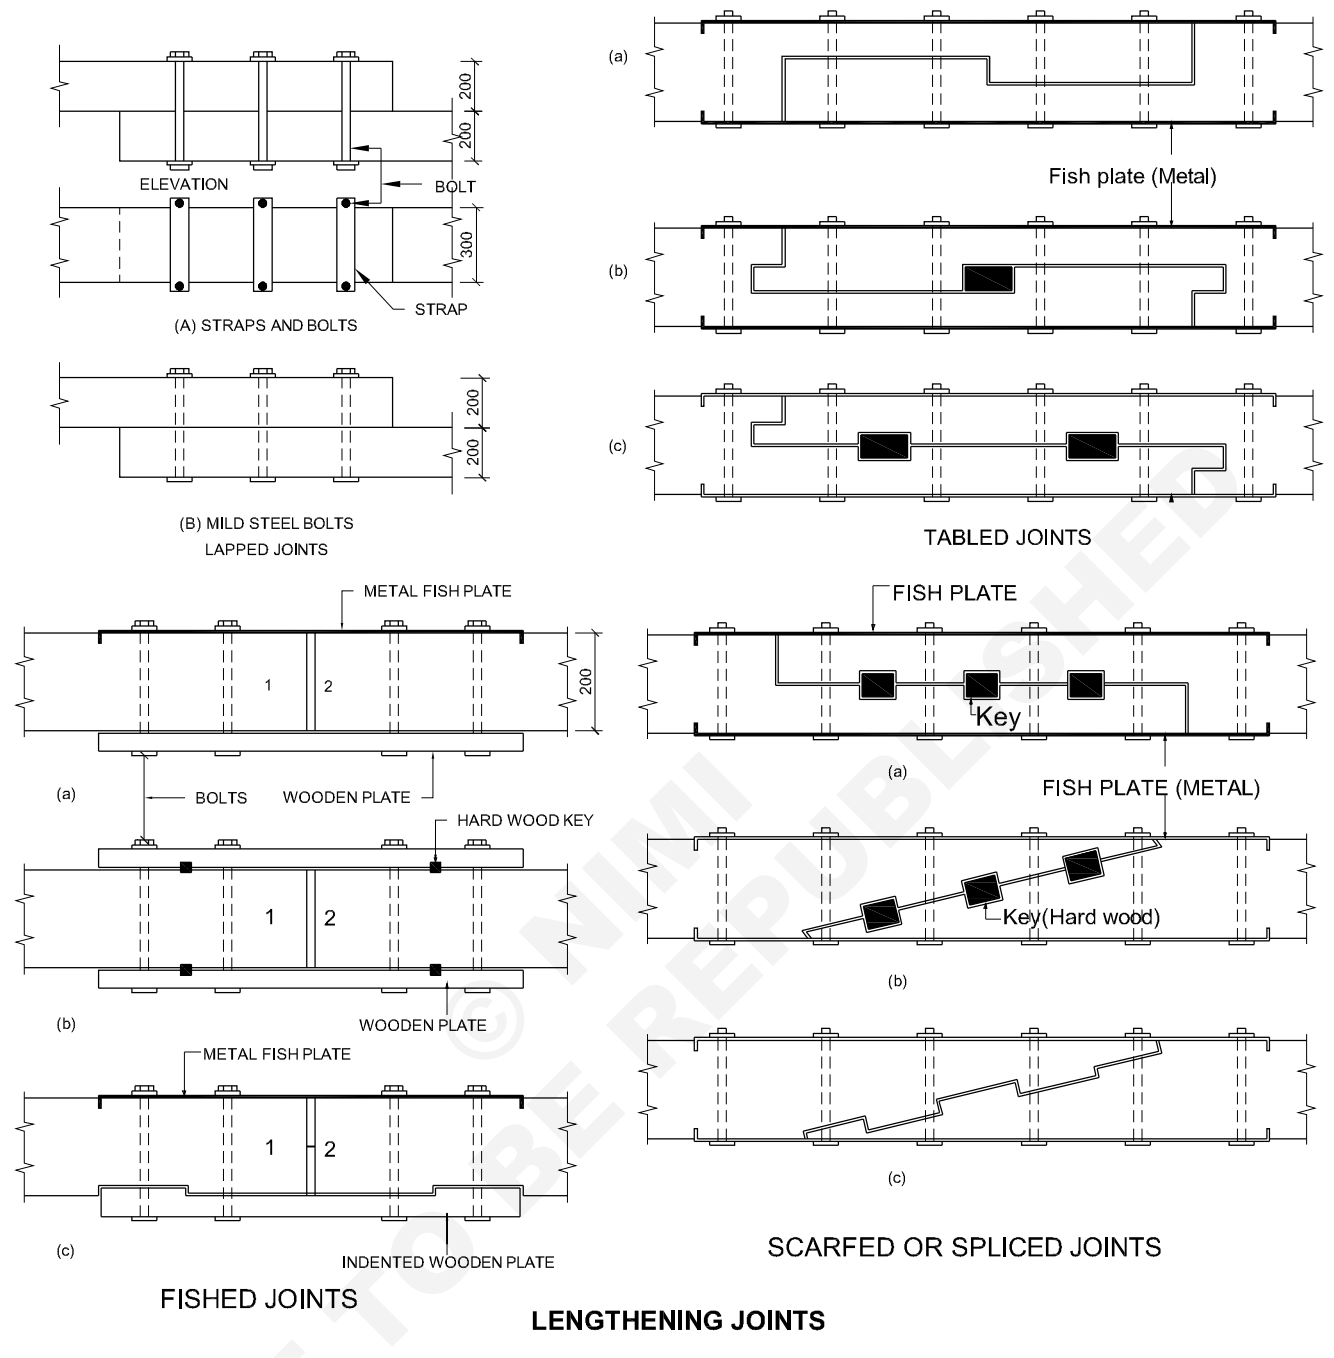 200
200
ELEVATION
BOLT
300
STRAP
(A) STRAPS AND BOLTS
200
200
(B) MILD STEEL BOLTS
LAPPED JOINTS
(a)
Fish plate (Metal)
(b)
(c)
TABLED JOINTS
METAL FISH PLATE
1
2
200
(a)
BOLTS
WOODEN PLATE
HARD WOOD KEY
1
2
(b)
WOODEN PLATE
METAL FISH PLATE
1
2
(c)
INDENTED WOODEN PLATE
FISHED JOINTS
FISH PLATE
Key
(a)
FISH PLATE (METAL)
Key(Hard wood)
(b)
(c)
SCARFED OR SPLICED JOINTS
LENGTHENING JOINTS
© NIMI
TO BE REPUBLISHED